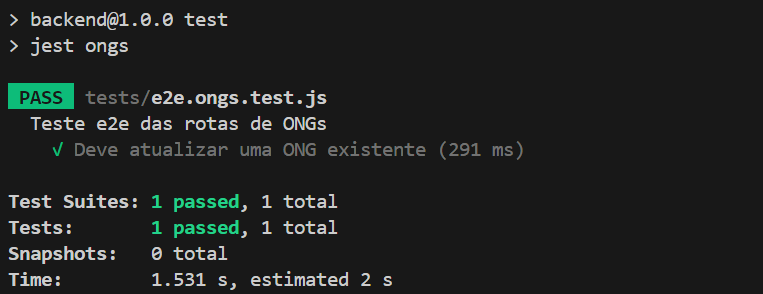 > backend@1.0.0 test
> jest ongs
PASS tests/e2e.ongs.test.js
Teste e2e das rotas de ONGs
√ Deve atualizar uma ONG existente (291 ms)
Test Suites: 1 passed, 1 total
Tests: 1 passed, 1 total
Snapshots: 0 total
Time: 1.531 s, estimated 2 s